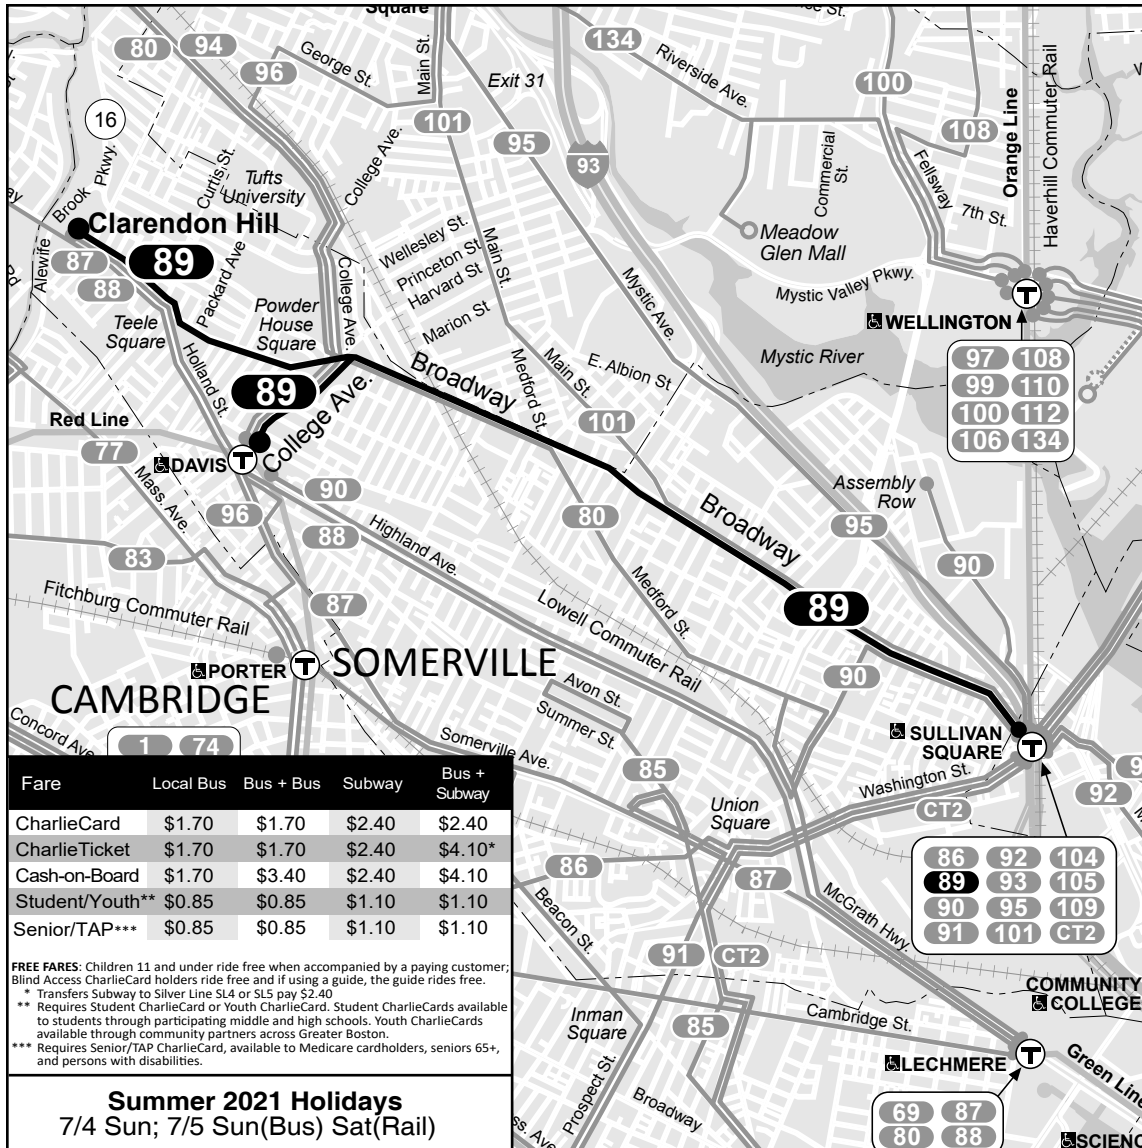 Square
80
94
96
George St.
Main St.
101
College Ave.
Exit 31
95
134
Riverside Ave.
100
108
Fellsway
7th St.
Orange Line
Haverhill Commuter Rail
16
Brook
Pkwy.
Alewife
Curtis St.
Tufts
University
93
Commercial
St.
Meadow
Glen Mall
Mystic Valley Pkwy.
Clarendon Hill
87
88
89
Packard Ave
Teele
Square
Powder
House
Square
College Ave.
Wellesley St.
Princeton St
Harvard St
Marion St
Main St.
Mystic Ave.
Mystic River
T
WELLINGTON
97 108
99 110
100 112
106 134
Holland St.
89
College Ave.
Broadway
Medford St.
Main St.
E. Albion St
101
Red Line
77
Mass. Ave.
DAVIS
T
90
96
88
Highland Ave.
80
Broadway
Assembly
Row
95
90
83
87
Fitchburg Commuter Rail
Medford St.
Lowell Commuter Rail
89
PORTER
T
SOMERVILLE
CAMBRIDGE
Concord Ave.
1 74
Avon St.
Summer St.
90
SULLIVAN
SQUARE
T
Somerville Ave.
85
Washington St.
CT2
92
Union
Square
86 92 104
89 93 105
90 95 109
91 101 CT2
86
87
McGrath Hwy.
Beacon St.
91
CT2
Inman
Square
85
Cambridge St.
COMMUNITY
COLLEGE
Prospect St.
Broadway
LECHMERE
T
Green Line
69 87
80 88
Fare Local Bus Bus + Bus Subway Bus +
Subway
CharlieCard $1.70 $1.70 $2.40 $2.40
CharlieTicket $1.70 $1.70 $2.40 $4.10*
Cash-on-Board $1.70 $3.40 $2.40 $4.10
Student/Youth** $0.85 $0.85 $1.10 $1.10
Senior/TAP*** $0.85 $0.85 $1.10 $1.10
FREE FARES: Children 11 and under ride free when accompanied by a paying customer;
Blind Access CharlieCard holders ride free and if using a guide, the guide rides free.
* Transfers Subway to Silver Line SL4 or SL5 pay $2.40
** Requires Student CharlieCard or Youth CharlieCard. Student CharlieCards available
to students through participating middle and high schools. Youth CharlieCards
available through community partners across Greater Boston.
*** Requires Senior/TAP CharlieCard, available to Medicare cardholders, seniors 65+,
and persons with disabilities.
Summer 2021 Holidays
7/4 Sun; 7/5 Sun(Bus) Sat(Rail)